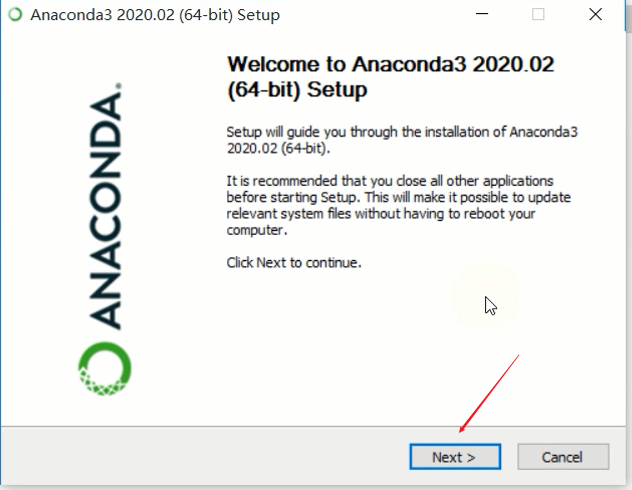 Anaconda3 2020.02 (64-bit) Setup
ANACONDA.
Welcome to Anaconda3 2020.02
(64-bit) Setup
Setup will guide you through the installation of Anaconda3
2020.02 (64-bit).
It is recommended that you close all other applications
before starting Setup. This will make it possible to update
relevant system files without having to reboot your
computer.
Click Next to continue.
Next >
Cancel